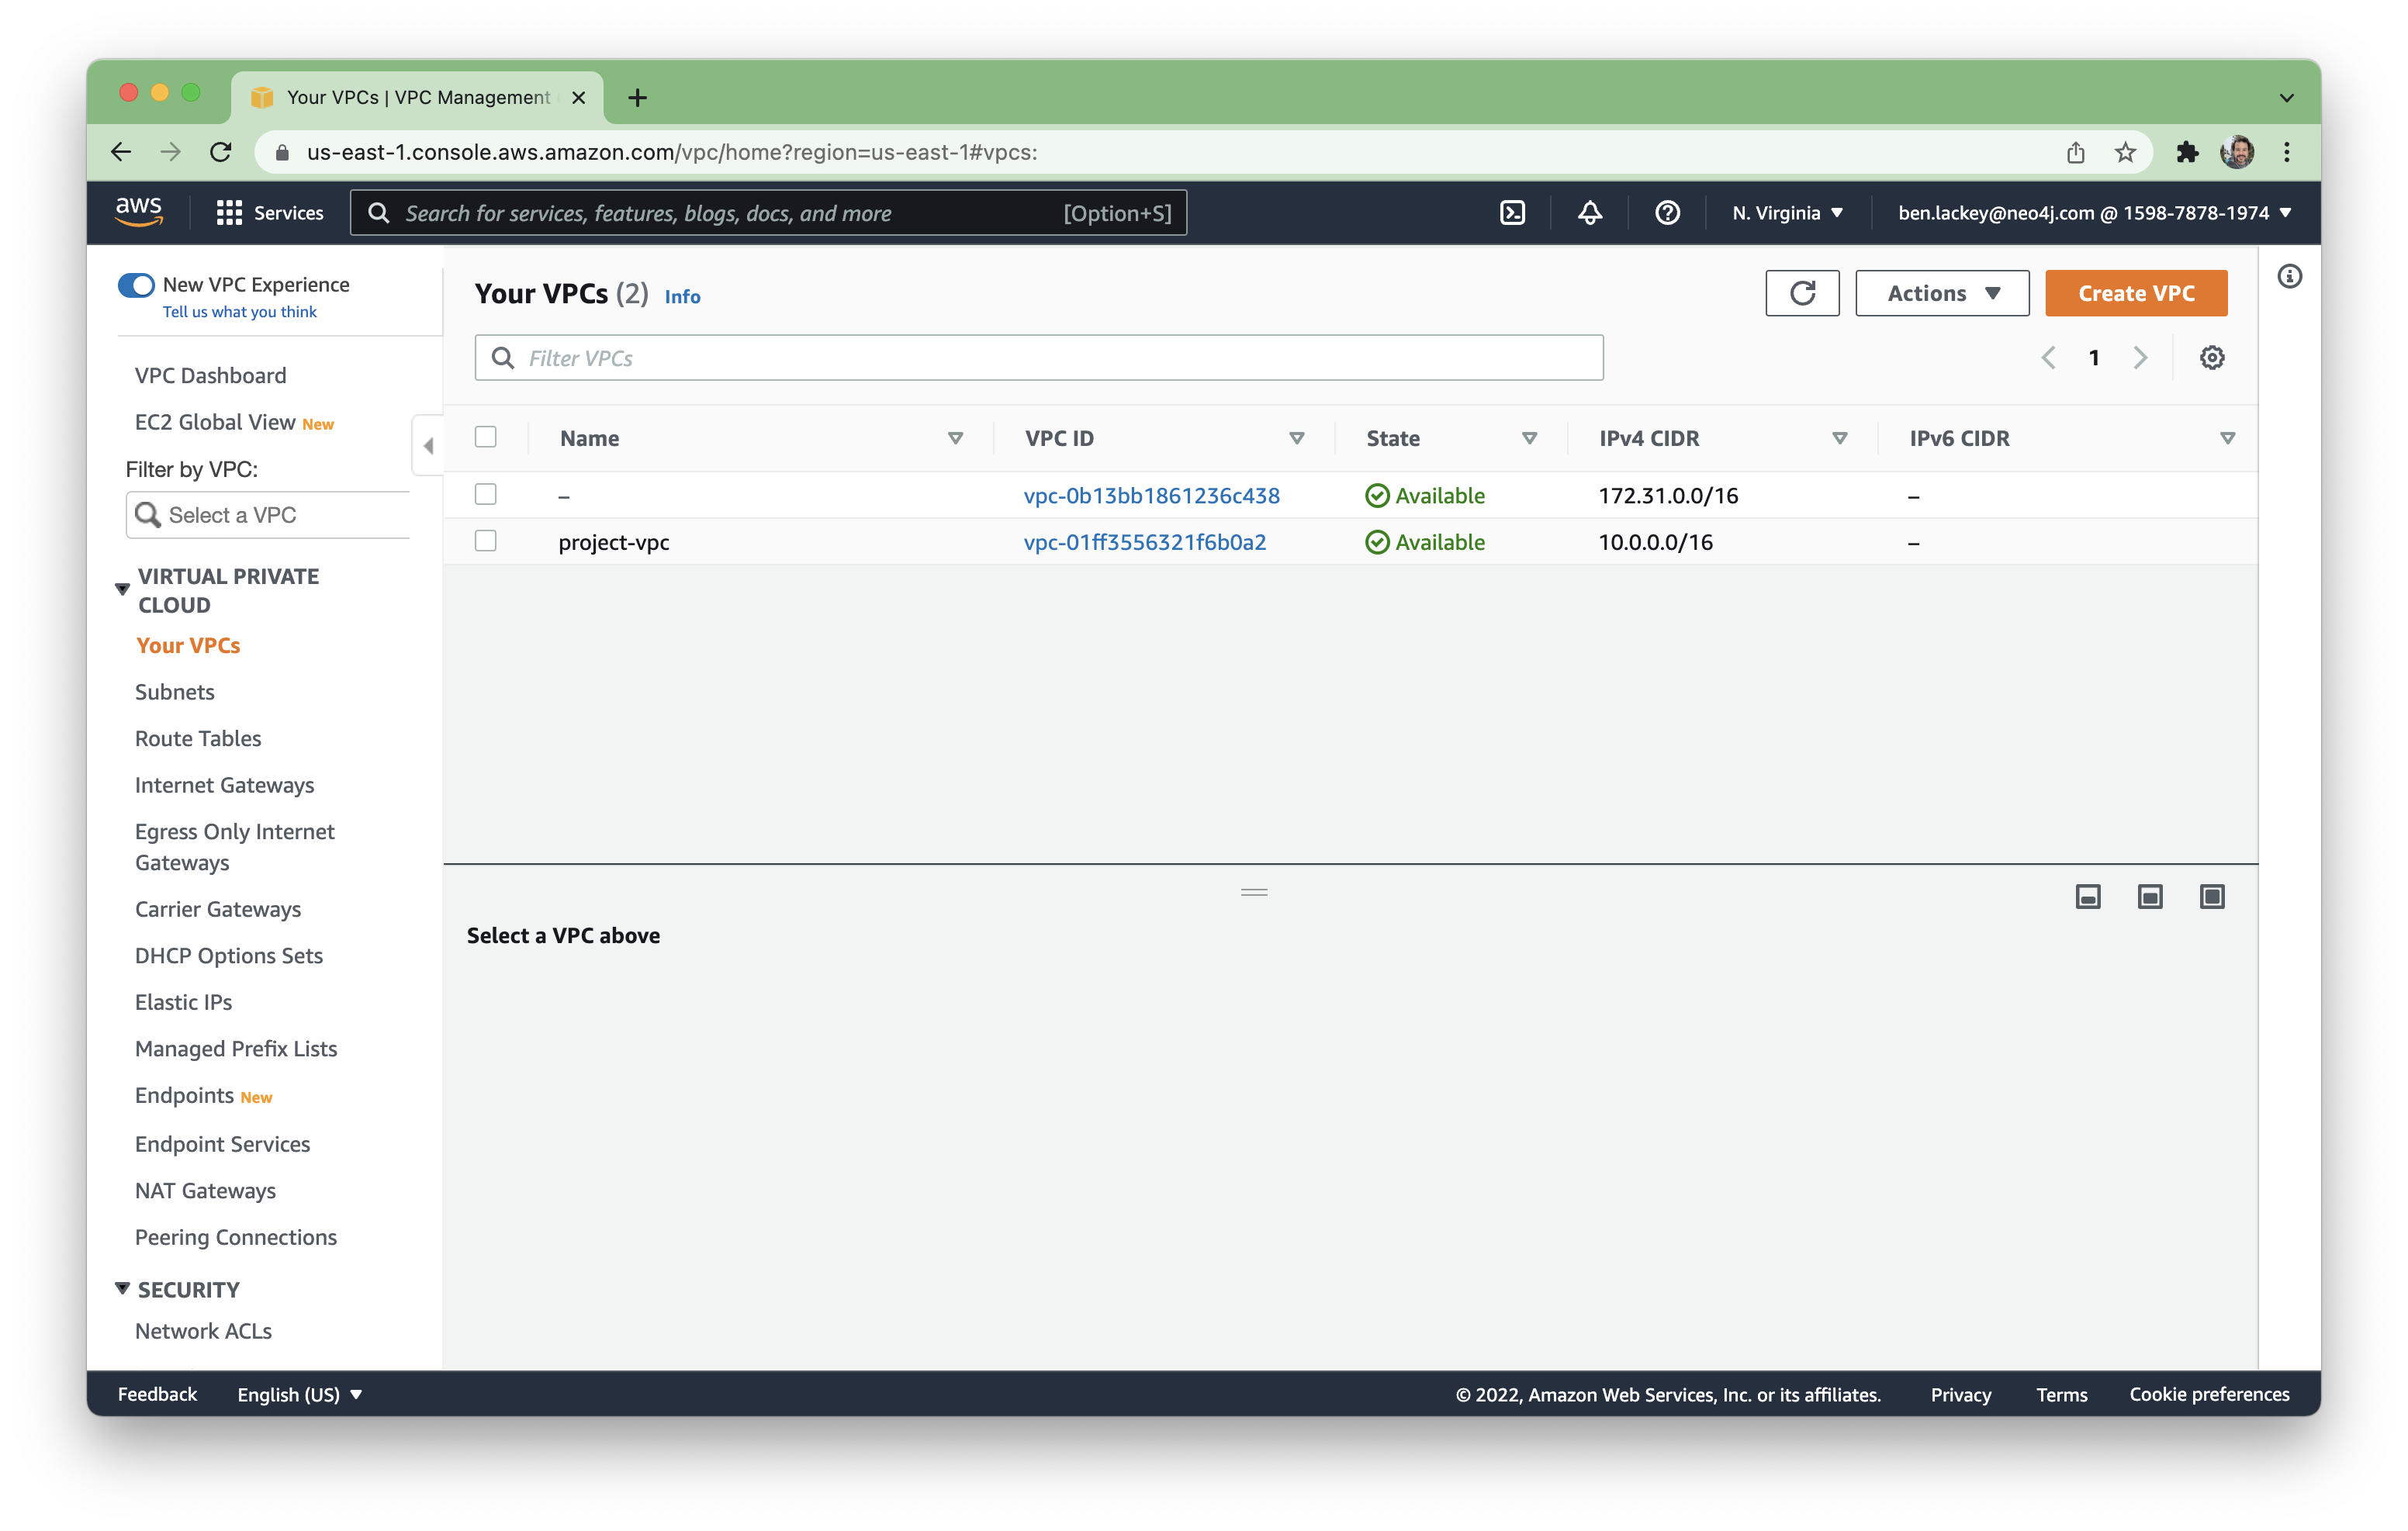 Your VPCs | VPC Management
us-east-1.console.aws.amazon.com/vpc/home?region=us-east-1#vpcs:
aws
Services
Search for services, features, blogs, docs, and more
[Option+S]
N. Virginia
ben.lackey@neo4j.com @ 1598-7878-1974
New VPC Experience
Tell us what you think
VPC Dashboard
EC2 Global View New
Filter by VPC:
Select a VPC
VIRTUAL PRIVATE
CLOUD
Your VPCs
Subnets
Route Tables
Internet Gateways
Egress Only Internet
Gateways
Carrier Gateways
DHCP Options Sets
Elastic IPs
Managed Prefix Lists
Endpoints New
Endpoint Services
NAT Gateways
Peering Connections
SECURITY
Network ACLs
Your VPCs (2) Info
Actions
Create VPC
Filter VPCs
1
Name VPC ID State IPv4 CIDR IPv6 CIDR
– vpc-0b13bb1861236c438 Available 172.31.0.0/16 –
project-vpc vpc-01ff3556321f6b0a2 Available 10.0.0.0/16 –
Select a VPC above
Feedback English (US)
© 2022, Amazon Web Services, Inc. or its affiliates. Privacy Terms Cookie preferences